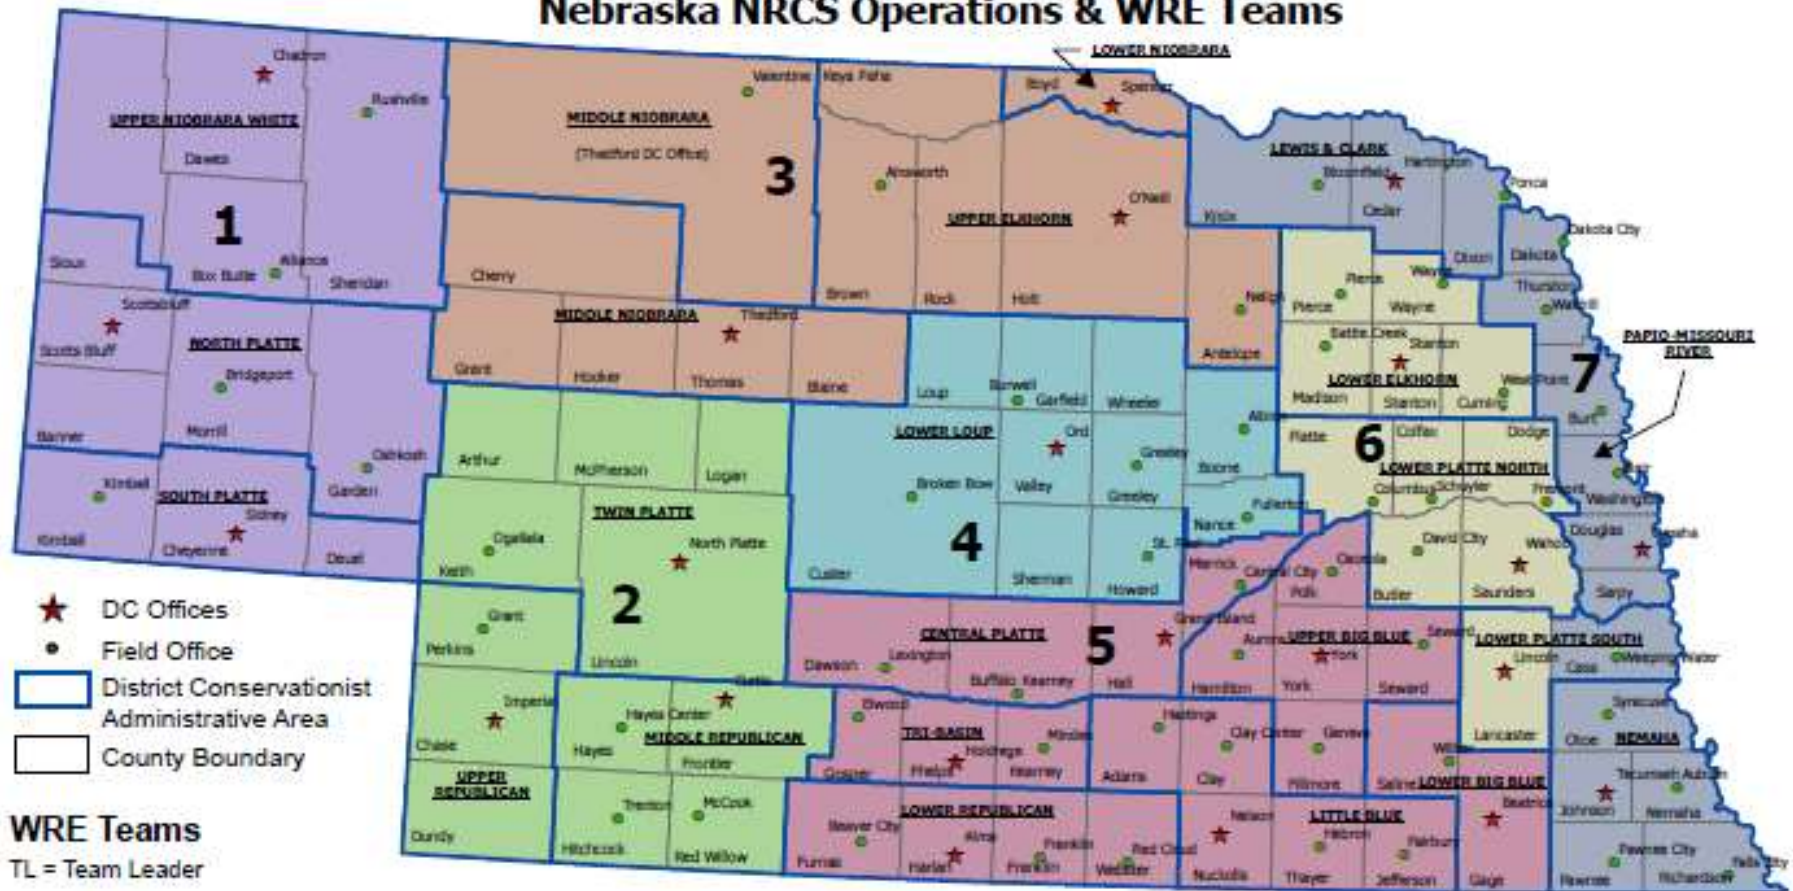 Nebraska NRCS Operations & WRE Teams
LOWER NIOBRARA
Chadron
Rushville
UPPER NIOBRARA WHITE
Dawes
1
Sioux
Box Butte
Alliance
Sheridan
Valentine
MIDDLE NIOBRARA
(Thedford DC Office)
3
Cherry
Keya Paha
Boyd
Spencer
Ainsworth
O'Neill
UPPER ELKHORN
Brown
Rock
Holt
Neligh
Antelope
LEWIS & CLARK
Bloomfield
Hartington
Knox
Cedar
Dixon
Ponca
Dakota City
Dakota
Thurston
Walthill
PAPIO-MISSOURI
RIVER
7
Burt
Washington
Douglas
Omaha
Sarpy
Scottsbluff
Scotts Bluff
NORTH PLATTE
Bridgeport
Banner
Morrill
Oshkosh
Garden
Kimball
SOUTH PLATTE
Sidney
Kimball
Cheyenne
Deuel
MIDDLE NIOBRARA
Thedford
Grant
Hooker
Thomas
Blaine
Arthur
McPherson
Logan
TWIN PLATTE
Ogallala
North Platte
Keith
2
Lincoln
Grant
Perkins
Imperial
Chase
UPPER
REPUBLICAN
Dundy
Curtis
Hayes Center
MIDDLE REPUBLICAN
Hayes
Frontier
Trenton
McCook
Hitchcock
Red Willow
Loup
Burwell
Garfield
Wheeler
LOWER LOUP
Ord
Greeley
Broken Bow
Valley
Greeley
Albion
Boone
Fullerton
Nance
4
St. Paul
Custer
Sherman
Howard
Pierce
Wayne
Pierce
Wayne
Battle Creek
Stanton
LOWER ELKHORN
West Point
Madison
Stanton
Cuming
Platte
6
Colfax
Dodge
LOWER PLATTE NORTH
Columbus
Schuyler
Fremont
David City
Wahoo
Butler
Saunders
Merrick
Central City
Osceola
Polk
Grand Island
CENTRAL PLATTE
5
Dawson
Lexington
Buffalo
Kearney
Hall
Aurora
UPPER BIG BLUE
Seward
York
Hamilton
York
Seward
LOWER PLATTE SOUTH
Lincoln
Cass
Weeping Water
Lancaster
Elwood
TRI-BASIN
Minden
Holdrege
Gosper
Phelps
Kearney
Hastings
Clay Center
Geneva
Adams
Clay
Fillmore
Wilber
Saline
LOWER BIG BLUE
Beatrice
Gage
LOWER REPUBLICAN
Beaver City
Alma
Franklin
Red Cloud
Furnas
Harlan
Franklin
Webster
Nelson
LITTLE BLUE
Hebron
Fairbury
Nuckolls
Thayer
Jefferson
Syracuse
Otoe
NEMAHA
Tecumseh
Auburn
Johnson
Nemaha
Pawnee City
Falls City
Pawnee
Richardson
DC Offices
Field Office
District Conservationist
Administrative Area
County Boundary
WRE Teams
TL = Team Leader